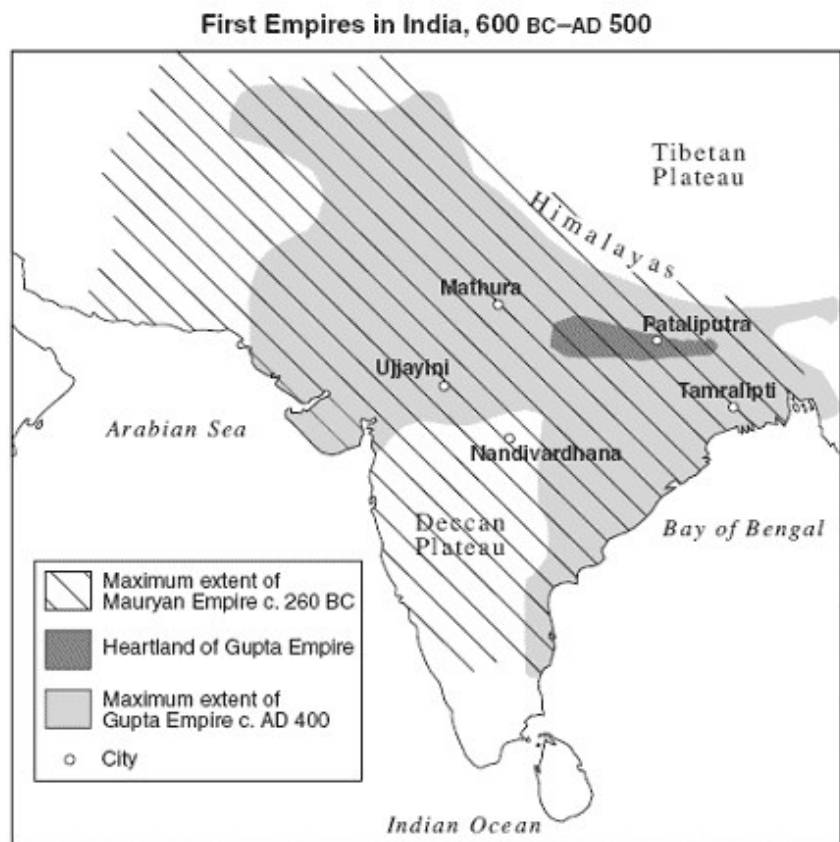 First Empires in India, 600 BC–AD 500
Tibetan
Plateau
Himalayas
Mathura
Pataliputra
Ujjayini
Tamralipti
Arabian Sea
Nandivardhana
Deccan
Plateau
Bay of Bengal
Maximum extent of
Mauryan Empire c. 260 BC
Heartland of Gupta Empire
Maximum extent of
Gupta Empire c. AD 400
City
Indian Ocean